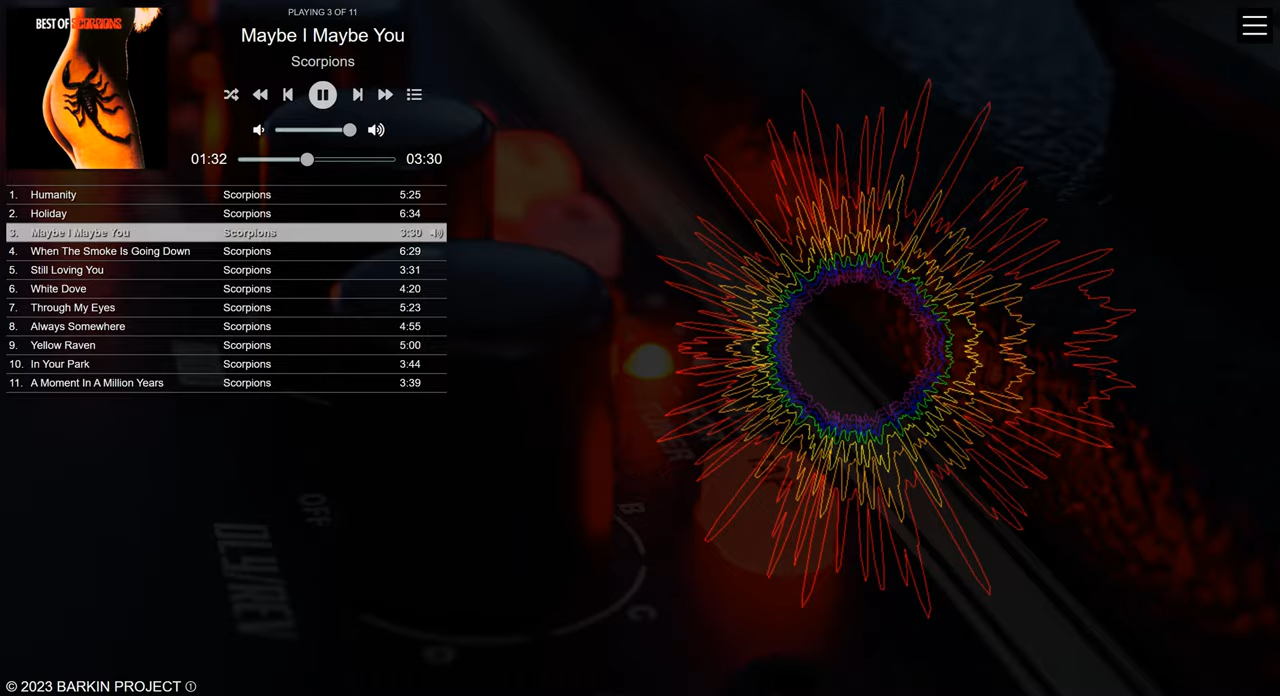 BEST OF SCORPIONS
PLAYING 3 OF 11
Maybe I Maybe You
Scorpions
01:32 03:30
1. Humanity Scorpions 5:25
2. Holiday Scorpions 6:34
3. Maybe I Maybe You Scorpions 3:30
4. When The Smoke Is Going Down Scorpions 6:29
5. Still Loving You Scorpions 3:31
6. White Dove Scorpions 4:20
7. Through My Eyes Scorpions 5:23
8. Always Somewhere Scorpions 4:55
9. Yellow Raven Scorpions 5:00
10. In Your Park Scorpions 3:44
11. A Moment In A Million Years Scorpions 3:39
OFF
DLY/REV
B
C
© 2023 BARKIN PROJECT ①